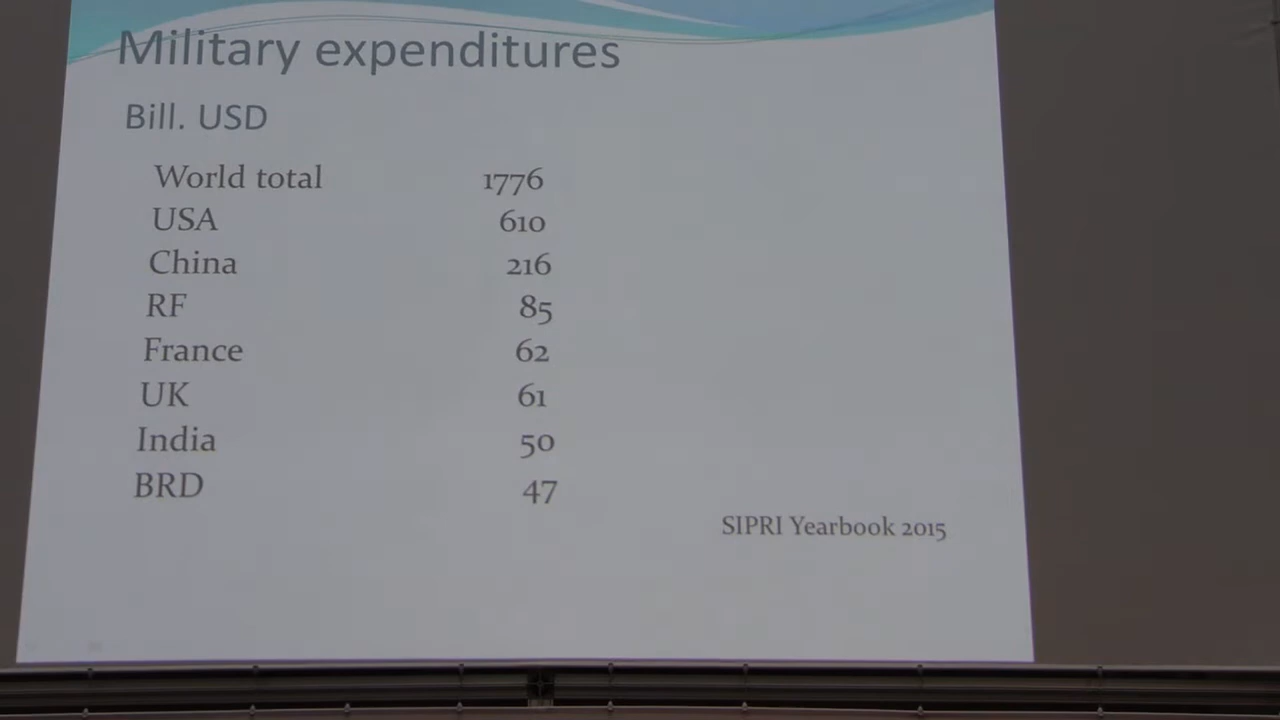 Military expenditures
Bill. USD
World total 1776
USA 610
China 216
RF 85
France 62
UK 61
India 50
BRD 47
SIPRI Yearbook 2015